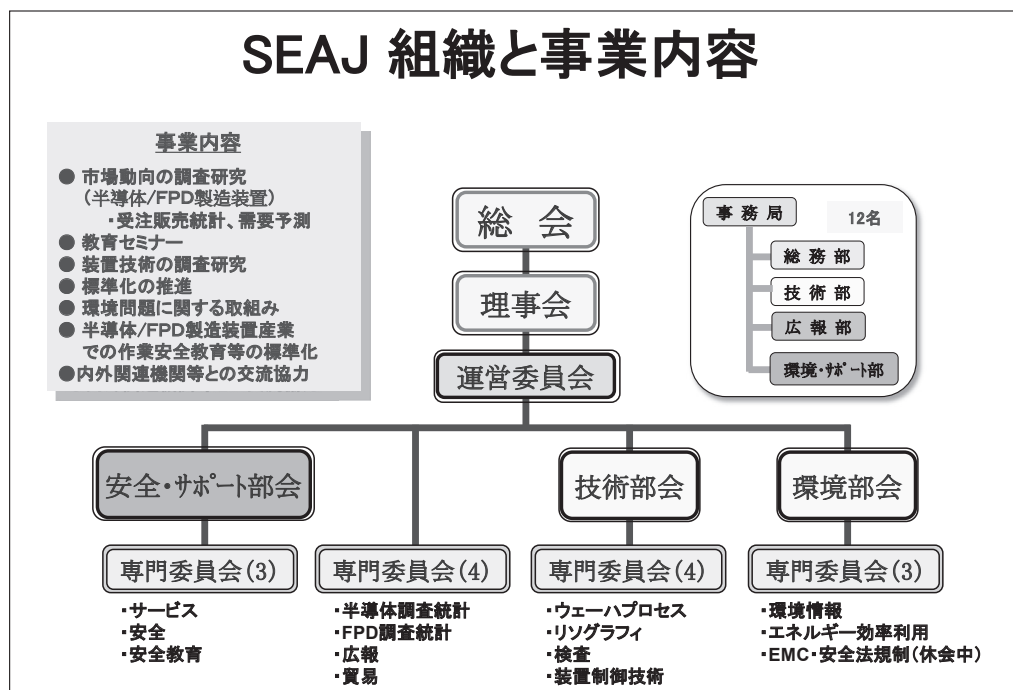 SEAJ 組織と事業内容
事業内容
● 市場動向の調査研究
(半導体/FPD製造装置)
・受注販売統計、需要予測
● 教育セミナー
● 装置技術の調査研究
● 標準化の推進
● 環境問題に関する取組み
● 半導体/FPD製造装置産業
での作業安全教育等の標準化
●内外関連機関等との交流協力
総 会
理事会
運営委員会
事 務 局
12名
総 務 部
技 術 部
広 報 部
環境・ｻﾎﾟｰﾄ部
安全・ｻﾎﾟｰﾄ部会
技術部会
環境部会
専門委員会(3)
・サービス
・安全
・安全教育
専門委員会(4)
・半導体調査統計
・FPD調査統計
・広報
・貿易
専門委員会(4)
・ウェーハプロセス
・リソグラフィ
・検査
・装置制御技術
専門委員会(3)
・環境情報
・エネルギー効率利用
・EMC・安全法規制(休会中)